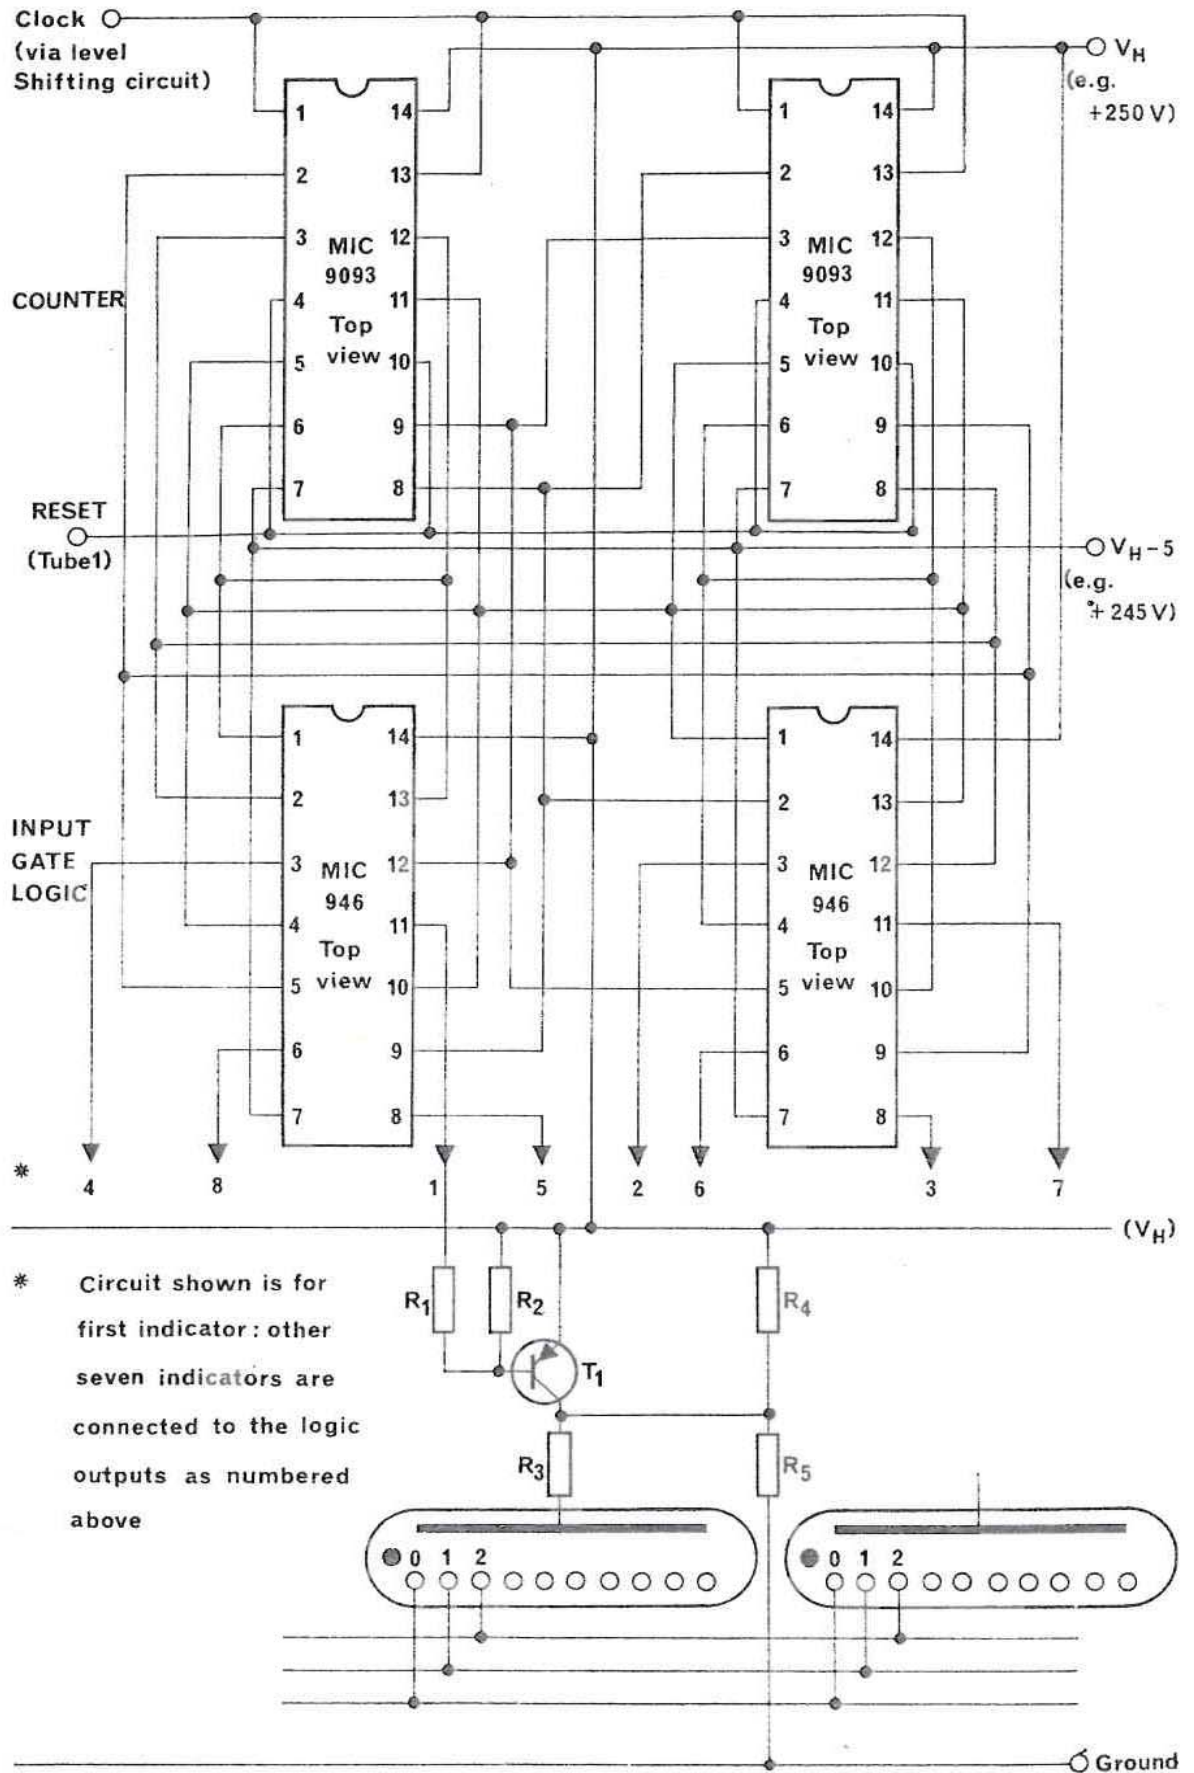 Clock
(via level
Shifting circuit)
V_H
(e.g.
+250 V)
1 14 1 14
2 13 2 13
3 MIC 12 3 MIC 12
9093 9093
COUNTER
4 11 4 11
Top Top
5 view 10 5 view 10
6 9 6 9
7 8 7 8
RESET
(Tube1)
V_H-5
(e.g.
+ 245 V)
1 14 1 14
2 13 2 13
INPUT
GATE
LOGIC
3 MIC 12 3 MIC 12
946 946
4 11 4 11
Top Top
5 view 10 5 view 10
6 9 6 9
7 8 7 8
*
4 8 1 5 2 6 3 7
(V_H)
* Circuit shown is for
first indicator: other
seven indicators are
connected to the logic
outputs as numbered
above
R1 R2 R4
T1
R3 R5
0 1 2 0 1 2
Ground